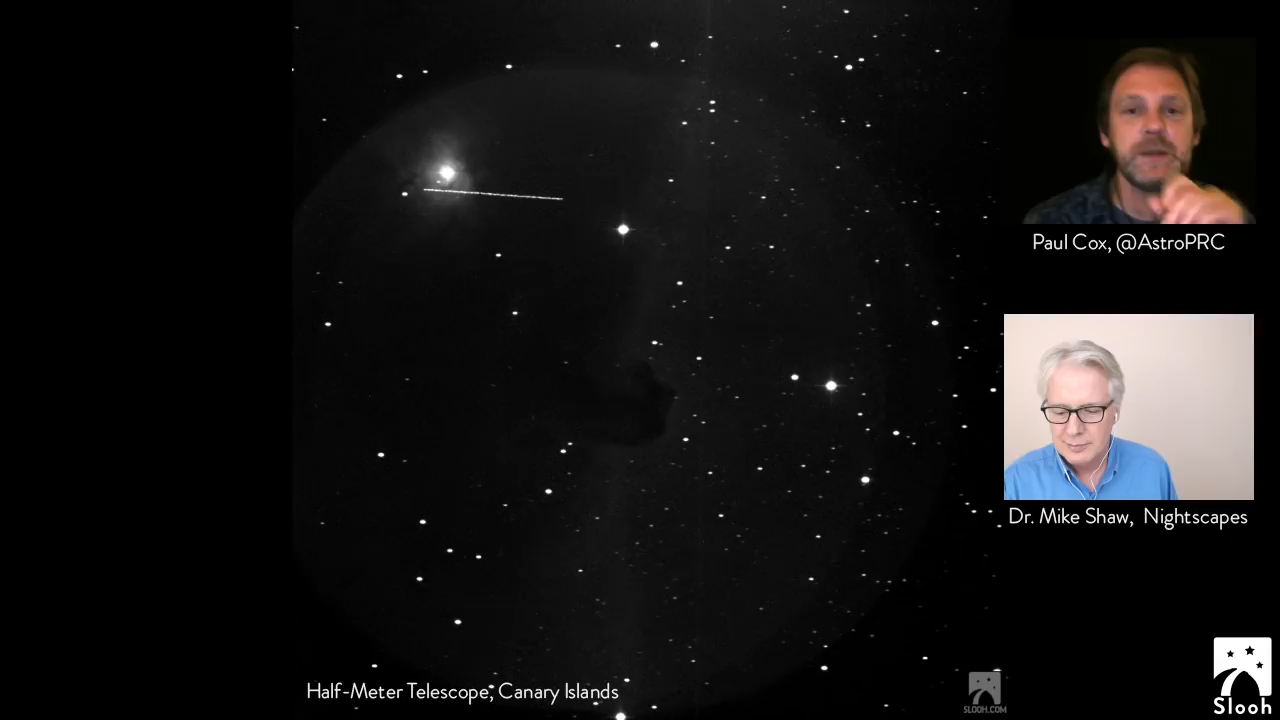 Paul Cox, @AstroPRC
Dr. Mike Shaw, Nightscapes
Half-Meter Telescope, Canary Islands
SLOOH.COM
Slooh